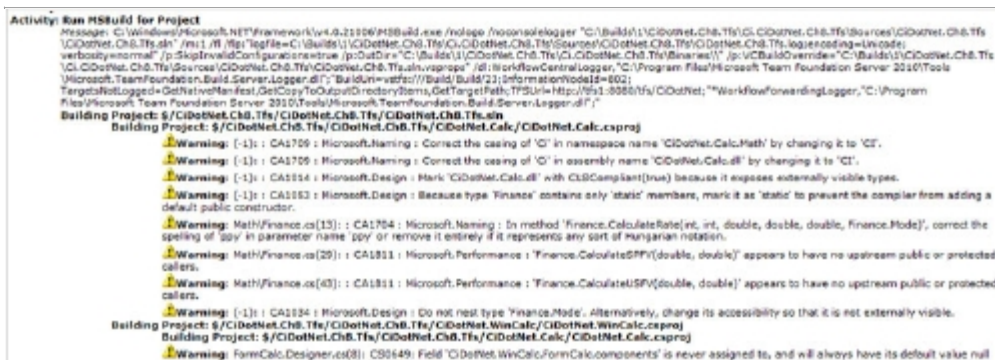 Activity: Run MSBuild for Project
Message: C:\Windows\Microsoft.NET\Framework\v4.0.21006\MSBuild.exe /nologo /noconsolelogger "C:\Builds\1\CiDotNet.Ch8.Tfs\Ci.CiDotNet.Ch8.Tfs\Sources\CiDotNet.Ch8.Tfs
\CiDotNet.Ch8.Tfs.sln" /m:1 /fl /flp:"logfile=C:\Builds\1\CiDotNet.Ch8.Tfs\Ci.CiDotNet.Ch8.Tfs\Sources\CiDotNet.Ch8.Tfs\CiDotNet.Ch8.Tfs.log;encoding=Unicode;
verbosity=normal" /p:SkipInvalidConfigurations=true /p:OutDir="C:\Builds\1\CiDotNet.Ch8.Tfs\Ci.CiDotNet.Ch8.Tfs\Binaries\\" /p:VCBuildOverride="C:\Builds\1\CiDotNet.Ch8.Tfs
\Ci.CiDotNet.Ch8.Tfs\Sources\CiDotNet.Ch8.Tfs\CiDotNet.Ch8.Tfs.sln.vsprops" /dl:WorkflowCentralLogger,"C:\Program Files\Microsoft Team Foundation Server 2010\Tools
\Microsoft.TeamFoundation.Build.Server.Logger.dll";"BuildUri=vstfs:///Build/Build/23;InformationNodeId=802;
TargetsNotLogged=GetNativeManifest,GetCopyToOutputDirectoryItems,GetTargetPath;TFSUrl=http://tfs1:8080/tfs/CiDotNet;"*WorkflowForwardingLogger,"C:\Program
Files\Microsoft Team Foundation Server 2010\Tools\Microsoft.TeamFoundation.Build.Server.Logger.dll";"
Building Project: $/CiDotNet.Ch8.Tfs/CiDotNet.Ch8.Tfs/CiDotNet.Ch8.Tfs.sln
Building Project: $/CiDotNet.Ch8.Tfs/CiDotNet.Ch8.Tfs/CiDotNet.Calc/CiDotNet.Calc.csproj
Warning: [-1]: : CA1709 : Microsoft.Naming : Correct the casing of 'Ci' in namespace name 'CiDotNet.Calc.Math' by changing it to 'CI'.
Warning: [-1]: : CA1709 : Microsoft.Naming : Correct the casing of 'Ci' in assembly name 'CiDotNet.Calc.dll' by changing it to 'CI'.
Warning: [-1]: : CA1014 : Microsoft.Design : Mark 'CiDotNet.Calc.dll' with CLSCompliant(true) because it exposes externally visible types.
Warning: [-1]: : CA1053 : Microsoft.Design : Because type 'Finance' contains only 'static' members, mark it as 'static' to prevent the compiler from adding a
default public constructor.
Warning: Math\Finance.cs(13): : CA1704 : Microsoft.Naming : In method 'Finance.CalculateRate(int, int, double, double, double, Finance.Mode)', correct the
spelling of 'ppy' in parameter name 'ppy' or remove it entirely if it represents any sort of Hungarian notation.
Warning: Math\Finance.cs(29): : CA1811 : Microsoft.Performance : 'Finance.CalculateSPFV(double, double)' appears to have no upstream public or protected
callers.
Warning: Math\Finance.cs(43): : CA1811 : Microsoft.Performance : 'Finance.CalculateUSFV(double, double)' appears to have no upstream public or protected
callers.
Warning: [-1]: : CA1034 : Microsoft.Design : Do not nest type 'Finance.Mode'. Alternatively, change its accessibility so that it is not externally visible.
Building Project: $/CiDotNet.Ch8.Tfs/CiDotNet.Ch8.Tfs/CiDotNet.WinCalc/CiDotNet.WinCalc.csproj
Building Project: $/CiDotNet.Ch8.Tfs/CiDotNet.Ch8.Tfs/CiDotNet.Calc/CiDotNet.Calc.csproj
Warning: FormCalc.Designer.cs(8): CS0649: Field 'CiDotNet.WinCalc.FormCalc.components' is never assigned to, and will always have its default value null